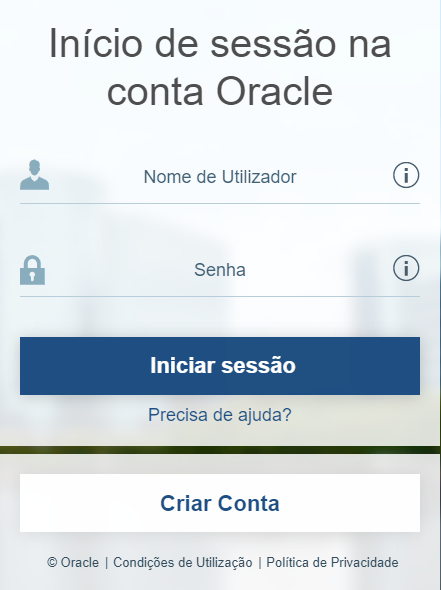 Início de sessão na
conta Oracle
Nome de Utilizador
Senha
Iniciar sessão
Precisa de ajuda?
Criar Conta
© Oracle | Condições de Utilização | Política de Privacidade